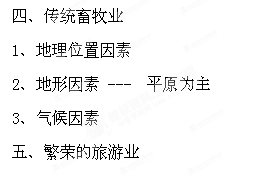 四、传统畜牧业
1、地理位置因素
2、地形因素 --- 平原为主
3、气候因素
五、繁荣的旅游业